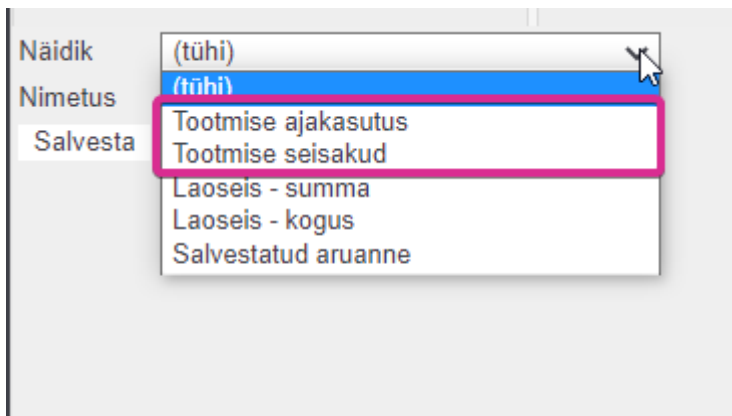 Näidik (tühi)
(tühi)
Nimetus
Tootmise ajakasutus
Salvesta
Tootmise seisakud
Laoseis - summa
Laoseis - kogus
Salvestatud aruanne